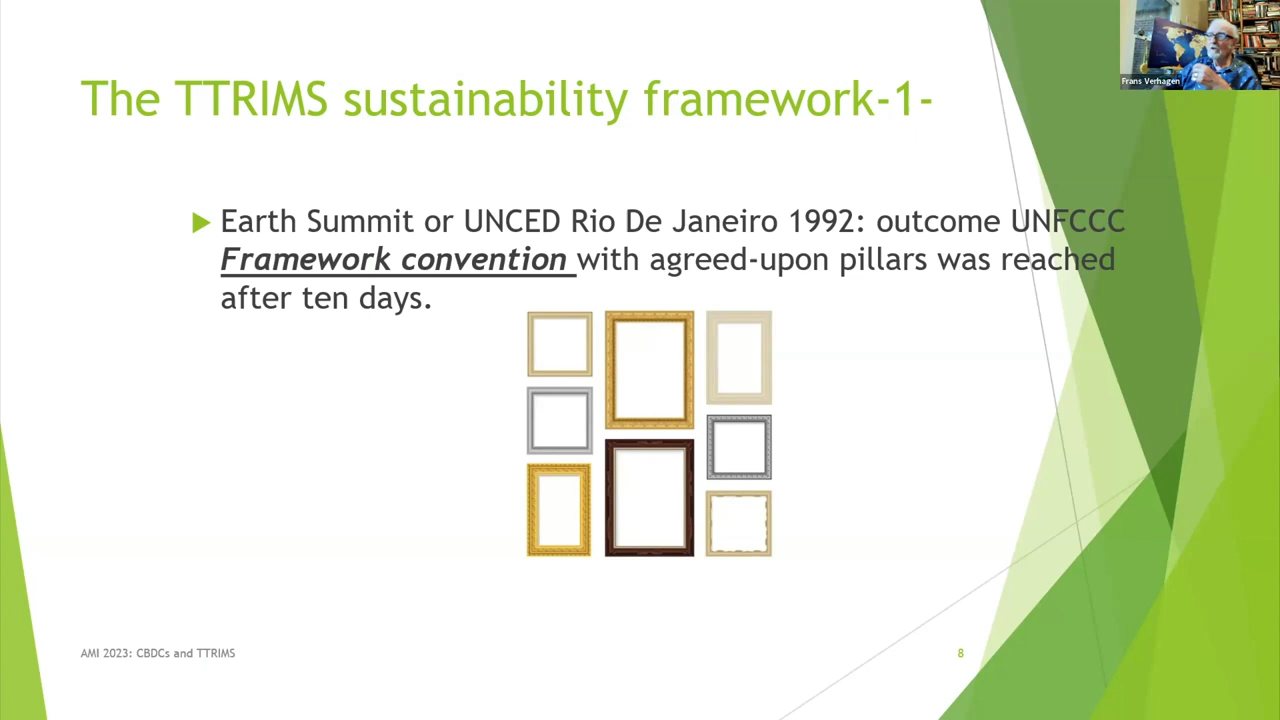 Frans Verhagen
The TTRIMS sustainability framework-1-
Earth Summit or UNCED Rio De Janeiro 1992: outcome UNFCCC
Framework convention with agreed-upon pillars was reached
after ten days.
AMI 2023: CBDCs and TTRIMS
8